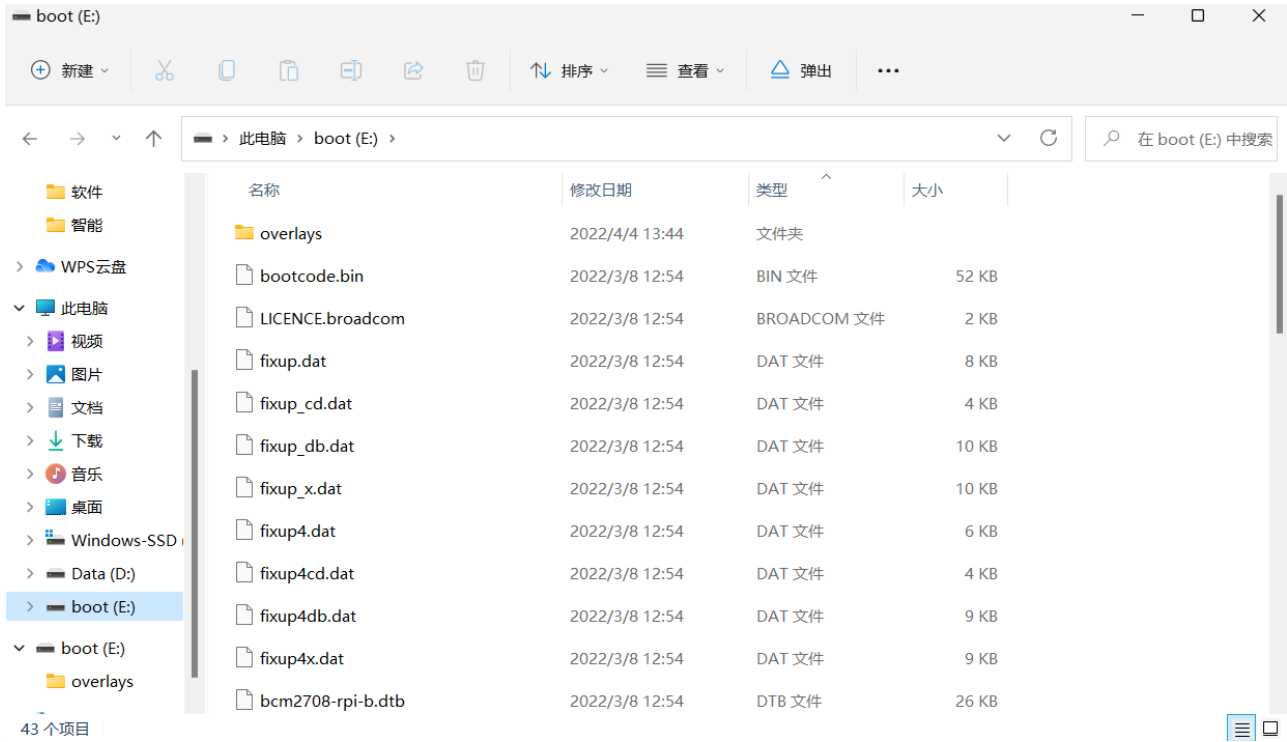 boot (E:)
新建
排序
查看
弹出
此电脑 boot (E:)
在 boot (E:) 中搜索
软件
智能
WPS云盘
此电脑
视频
图片
文档
下载
音乐
桌面
Windows-SSD (
Data (D:)
boot (E:)
boot (E:)
overlays
名称 修改日期 类型 大小
overlays 2022/4/4 13:44 文件夹
bootcode.bin 2022/3/8 12:54 BIN 文件 52 KB
LICENCE.broadcom 2022/3/8 12:54 BROADCOM 文件 2 KB
fixup.dat 2022/3/8 12:54 DAT 文件 8 KB
fixup_cd.dat 2022/3/8 12:54 DAT 文件 4 KB
fixup_db.dat 2022/3/8 12:54 DAT 文件 10 KB
fixup_x.dat 2022/3/8 12:54 DAT 文件 10 KB
fixup4.dat 2022/3/8 12:54 DAT 文件 6 KB
fixup4cd.dat 2022/3/8 12:54 DAT 文件 4 KB
fixup4db.dat 2022/3/8 12:54 DAT 文件 9 KB
fixup4x.dat 2022/3/8 12:54 DAT 文件 9 KB
bcm2708-rpi-b.dtb 2022/3/8 12:54 DTB 文件 26 KB
43 个项目